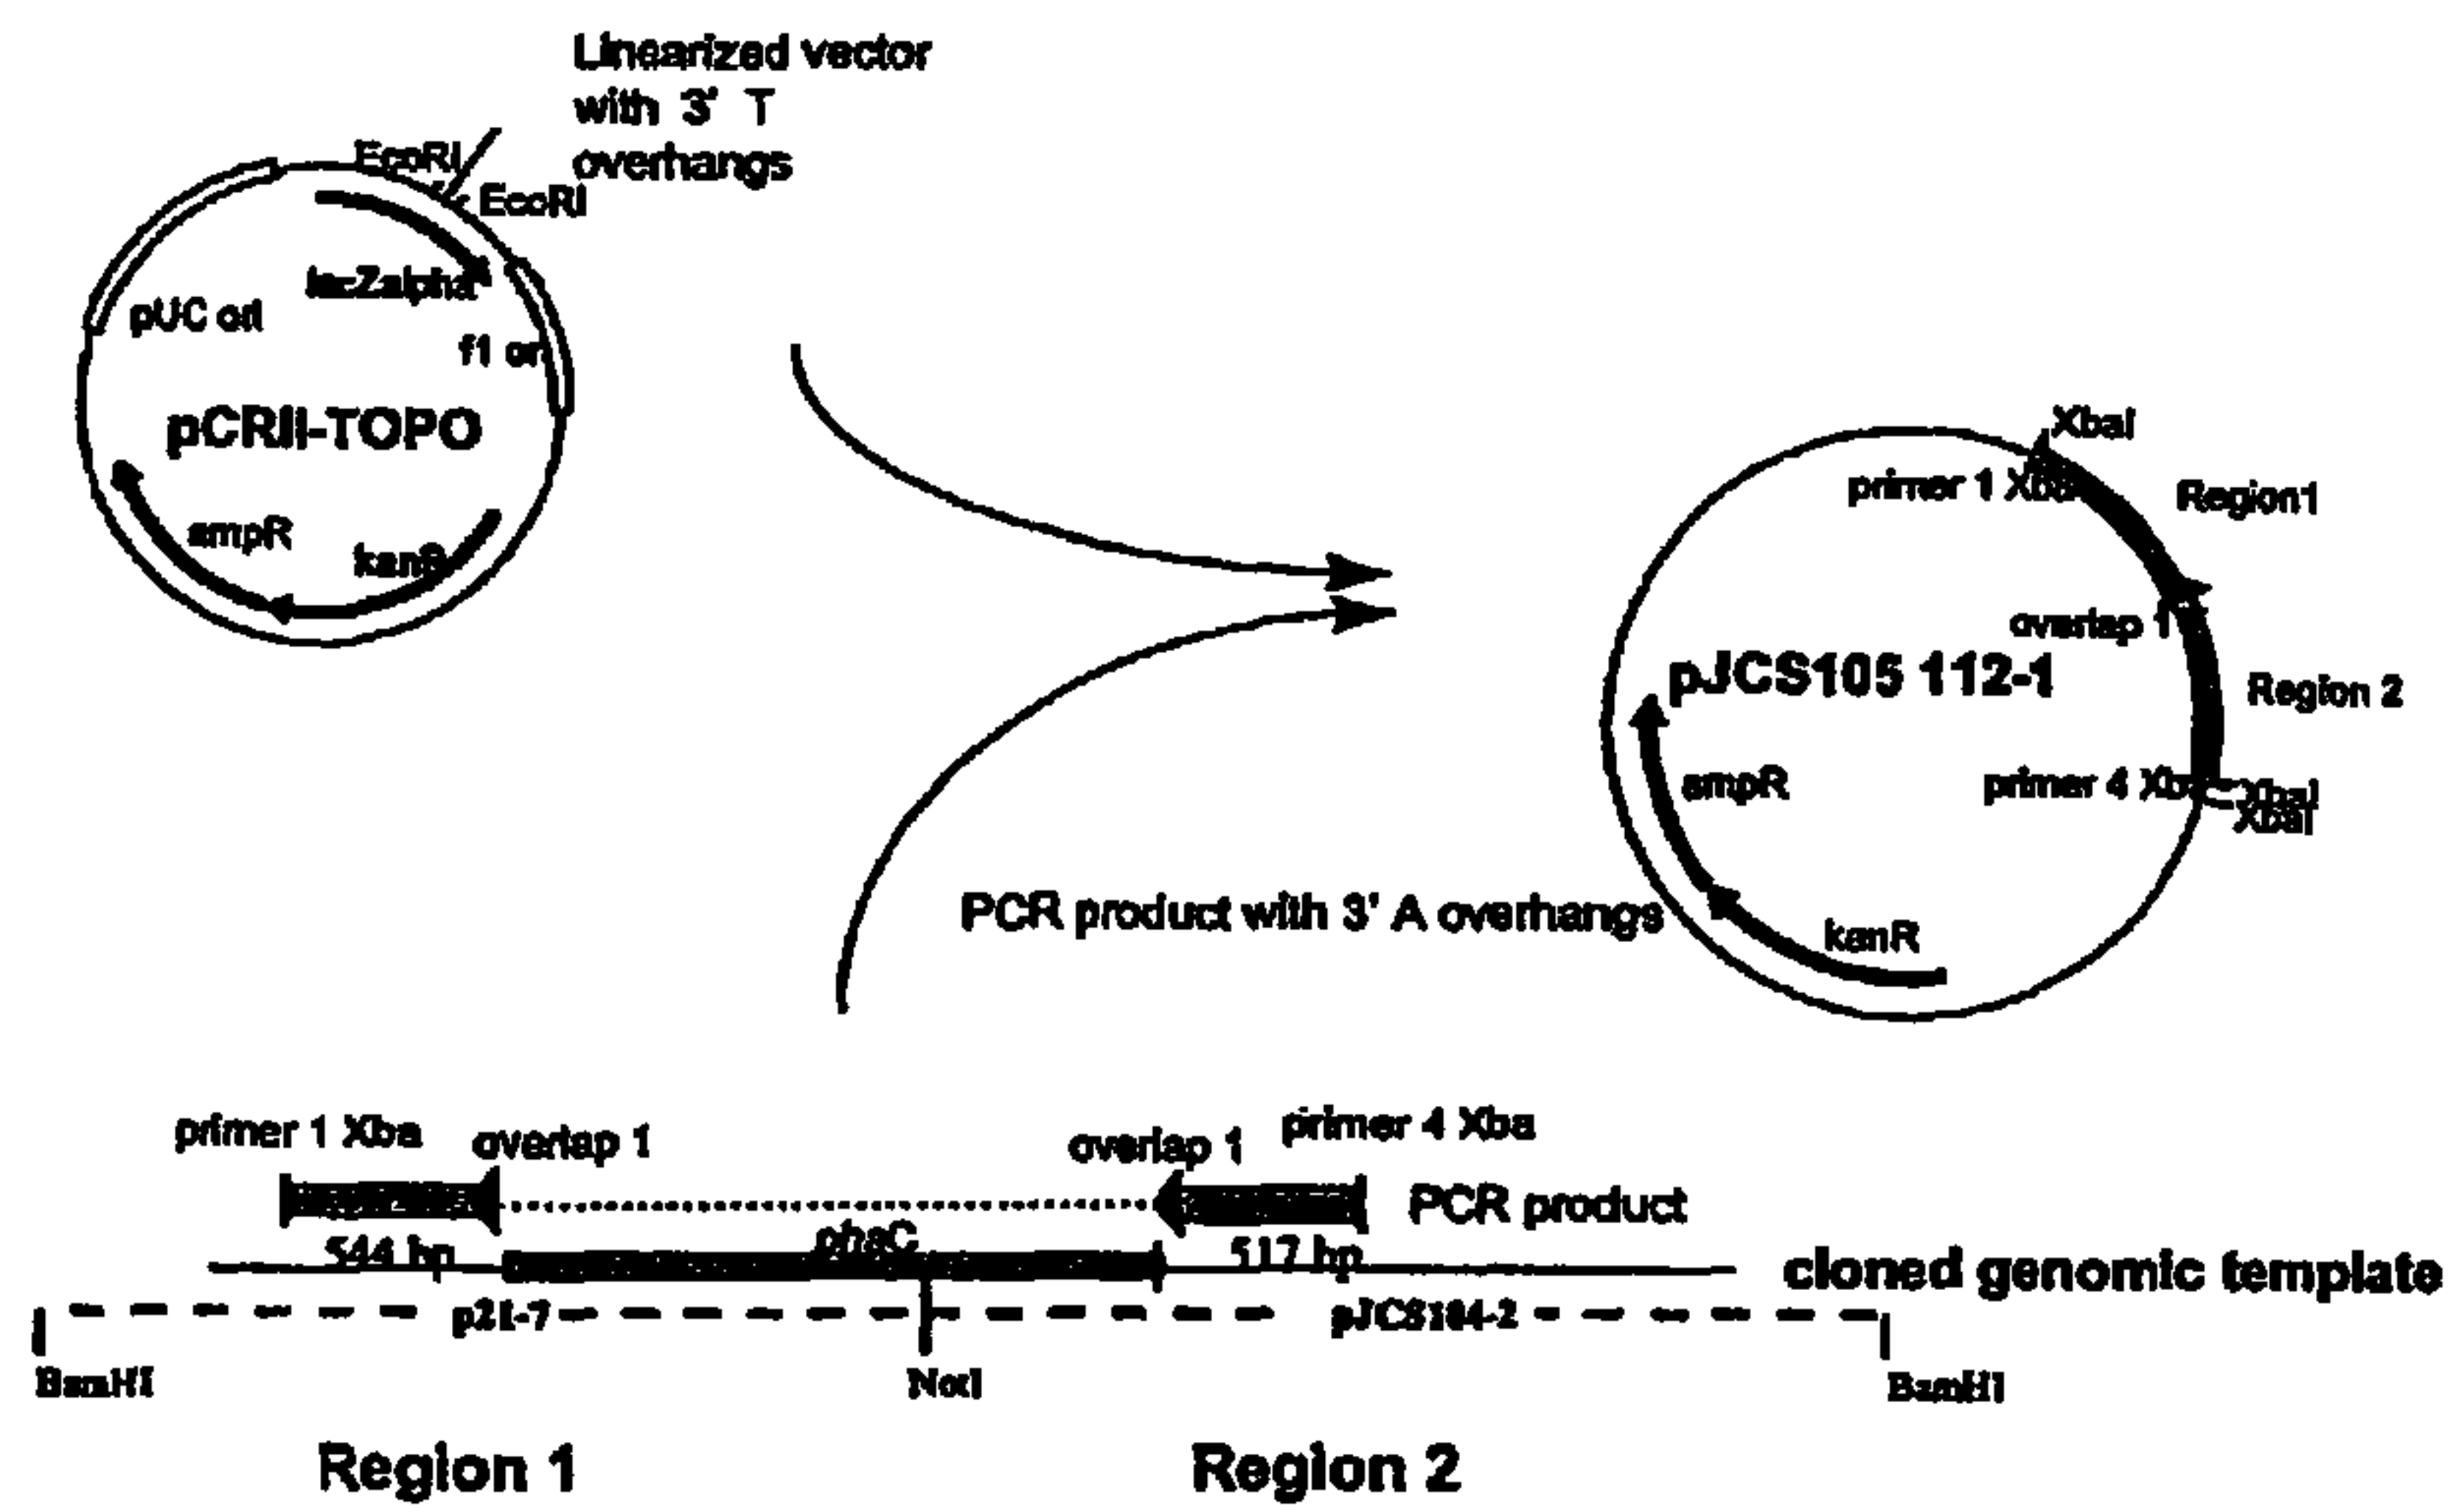 Linearized vector
with 3' T
overhangs
EcoRI
EcoRI
lacZalpha
pUC ori
f1 ori
pCRII-TOPO
ampR
kanR
XbaI
primer 1 Xba
Region1
overlap 1
pJCS105 112-1
Region 2
ampR
primer 4 Xba
XbaI
XbaI
kanR
PCR product with 3' A overhangs
primer 1 Xba
overlap 1
overlap 1
primer 4 Xba
PCR product
544 bp
phaC
517 bp
cloned genomic template
p21-7
pJCS104-2
BamHI
NotI
BamHI
Region 1
Region 2